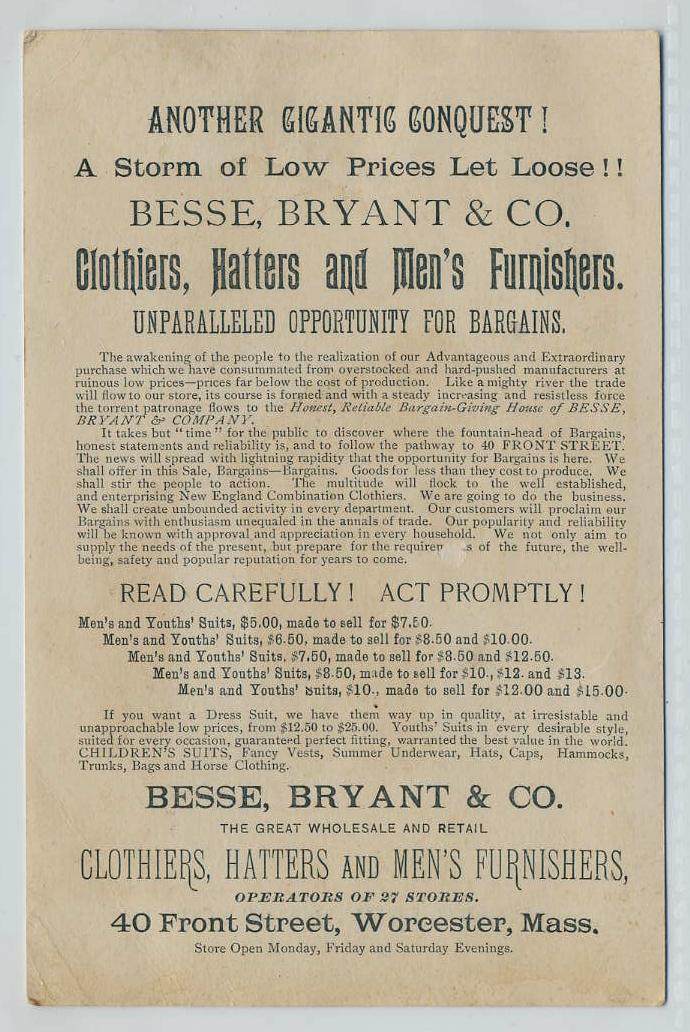 ANOTHER GIGANTIC CONQUEST!
A Storm of Low Prices Let Loose!!
BESSE, BRYANT & CO.
Clothiers, Hatters and Men's Furnishers.
UNPARALLELED OPPORTUNITY FOR BARGAINS.
The awakening of the people to the realization of our Advantageous and Extraordinary
purchase which we have consummated from overstocked and hard-pushed manufacturers at
ruinous low prices—prices far below the cost of production. Like a mighty river the trade
will flow to our store, its course is formed and with a steady increasing and resistless force
the torrent patronage flows to the Honest, Reliable Bargain-Giving House of BESSE,
BRYANT & COMPANY.
It takes but "time" for the public to discover where the fountain-head of Bargains,
honest statements and reliability is, and to follow the pathway to 40 FRONT STREET.
The news will spread with lightning rapidity that the opportunity for Bargains is here. We
shall offer in this Sale, Bargains—Bargains. Goods for less than they cost to produce. We
shall stir the people to action. The multitude will flock to the well established,
and enterprising New England Combination Clothiers. We are going to do the business.
We shall create unbounded activity in every department. Our customers will proclaim our
Bargains with enthusiasm unequaled in the annals of trade. Our popularity and reliability
will be known with approval and appreciation in every household. We not only aim to
supply the needs of the present, but prepare for the of the future, the well-
being, safety and popular reputation for years to come.
READ CAREFULLY! ACT PROMPTLY!
Men's and Youths' Suits, $5.00, made to sell for $7.50.
Men's and Youths' Suits, $6.50, made to sell for $8.50 and $10.00.
Men's and Youths' Suits, $7.50, made to sell for $8.50 and $12.50.
Men's and Youths' Suits, $8.50, made to sell for $10., $12. and $13.
Men's and Youths' Suits, $10., made to sell for $12.00 and $15.00.
If you want a Dress Suit, we have them way up in quality, at irresistable and
unapproachable low prices, from $12.50 to $25.00. Youths' Suits in every desirable style,
suited for every occasion, guaranteed perfect fitting, warranted the best value in the world.
CHILDREN'S SUITS, Fancy Vests, Summer Underwear, Hats, Caps, Hammocks,
Trunks, Bags and Horse Clothing.
BESSE, BRYANT & CO.
THE GREAT WHOLESALE AND RETAIL
CLOTHIERS, HATTERS AND MEN'S FURNISHERS,
OPERATORS OF 27 STORES.
40 Front Street, Worcester, Mass.
Store Open Monday, Friday and Saturday Evenings.